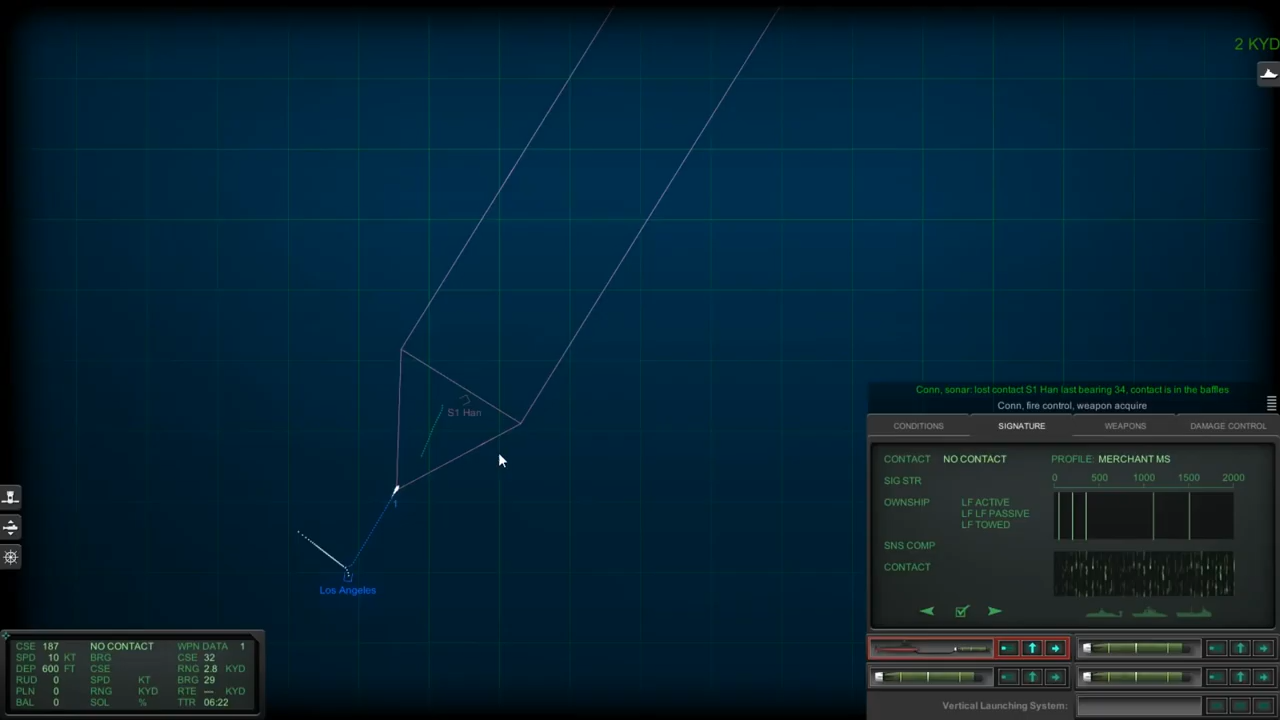 2 KYD
Conn, sonar: lost contact S1 Han last bearing 34, contact is in the baffles
Conn, fire control, weapon acquire
S1 Han
1
Los Angeles
CONDITIONS SIGNATURE WEAPONS DAMAGE CONTROL
CONTACT NO CONTACT PROFILE: MERCHANT MS
SIG STR 0 500 1000 1500 2000
OWNSHIP LF ACTIVE
LF LF PASSIVE
LF TOWED
SNS COMP
CONTACT
CSE 187 NO CONTACT WPN DATA 1
SPD 10 KT BRG CSE 32
DEP 600 FT CSE RNG 2.8 KYD
RUD 0 SPD KT BRG 29
PLN 0 RNG KYD RTE --- KYD
BAL 0 SOL % TTR 06:22
Vertical Launching System: